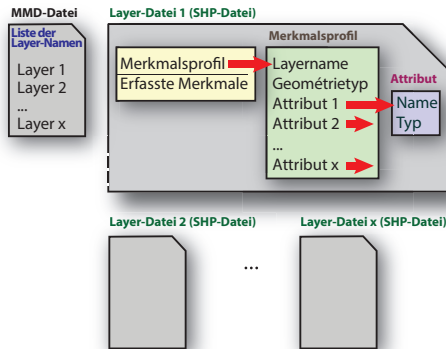 MMD-Datei
Liste der
Layer-Namen
Layer 1
Layer 2
...
Layer x
Layer-Datei 1 (SHP-Datei)
Merkmalsprofil
Erfasste Merkmale
Merkmalsprofil
Layername
Geométrietyp
Attribut 1
Attribut 2
...
Attribut x
Attribut
Name
Typ
Layer-Datei 2 (SHP-Datei)
...
Layer-Datei x (SHP-Datei)